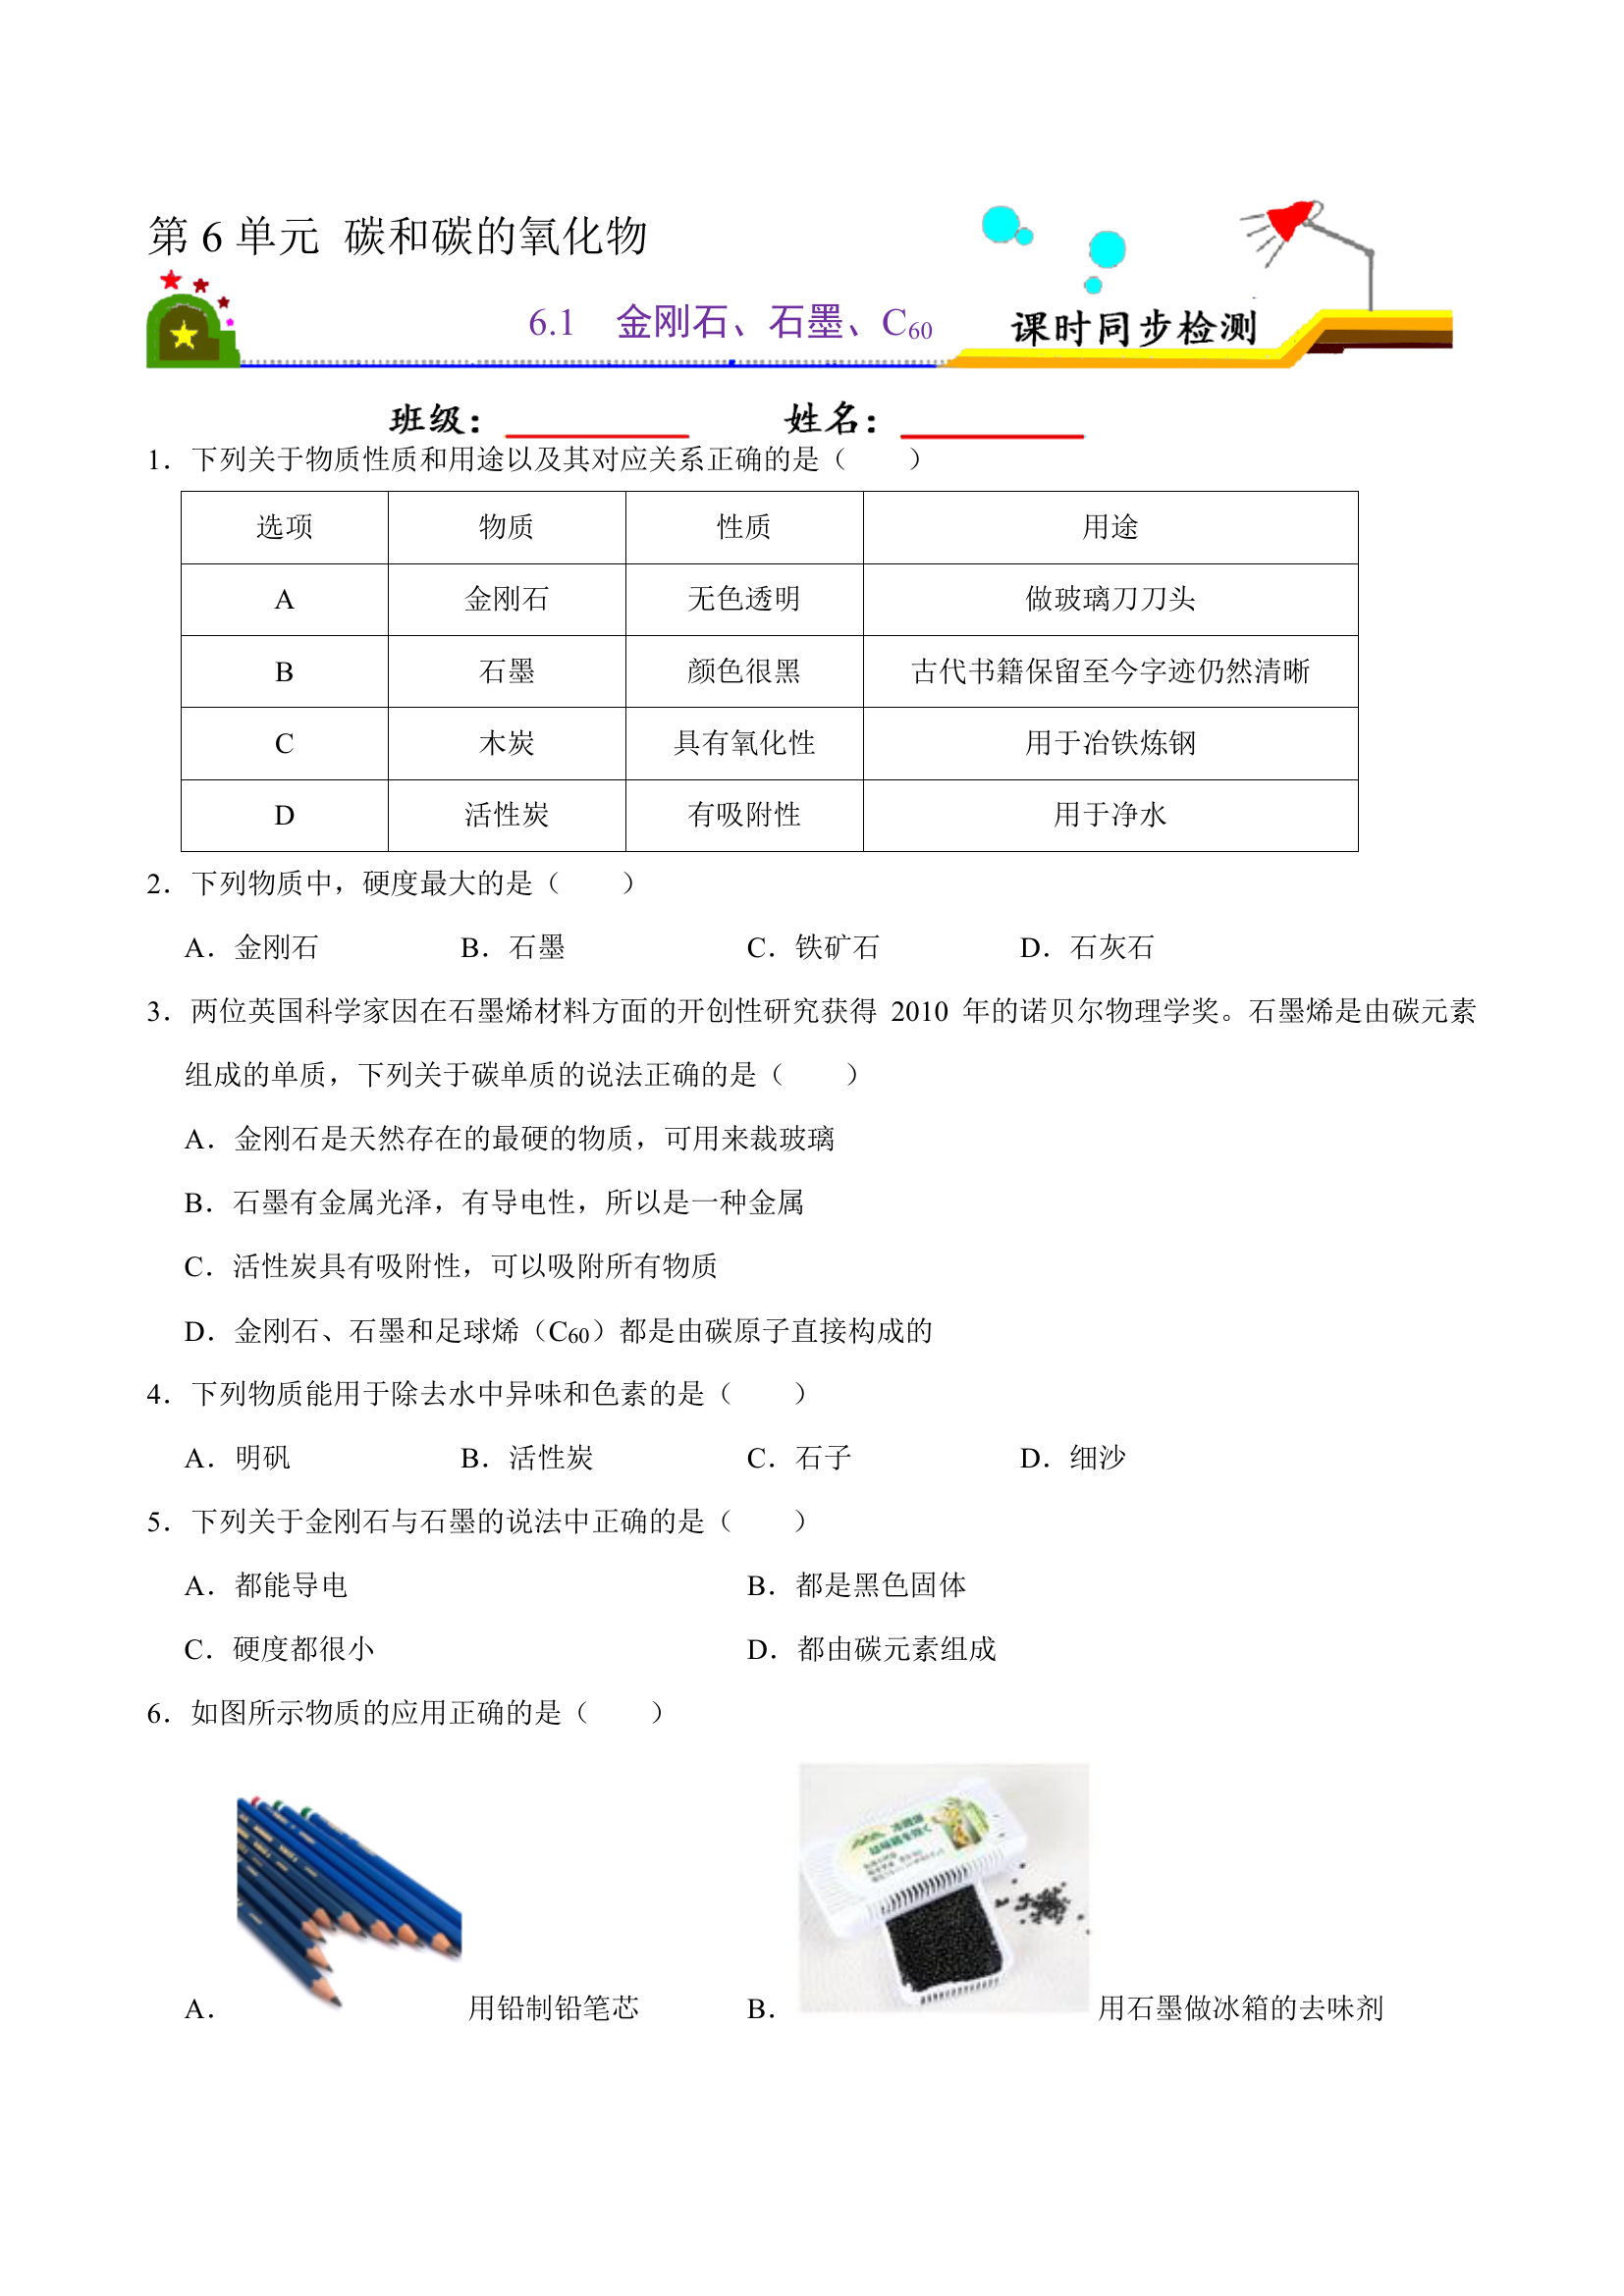 第 6 单元 碳和碳的氧化物
6.1 金刚石、石墨、C60
课时同步检测
班级：
姓名：
1．下列关于物质性质和用途以及其对应关系正确的是（　　）
选项 物质 性质 用途
A 金刚石 无色透明 做玻璃刀刀头
B 石墨 颜色很黑 古代书籍保留至今字迹仍然清晰
C 木炭 具有氧化性 用于冶铁炼钢
D 活性炭 有吸附性 用于净水
2．下列物质中，硬度最大的是（　　）
A．金刚石 B．石墨 C．铁矿石 D．石灰石
3．两位英国科学家因在石墨烯材料方面的开创性研究获得 2010 年的诺贝尔物理学奖。石墨烯是由碳元素
组成的单质，下列关于碳单质的说法正确的是（　　）
A．金刚石是天然存在的最硬的物质，可用来裁玻璃
B．石墨有金属光泽，有导电性，所以是一种金属
C．活性炭具有吸附性，可以吸附所有物质
D．金刚石、石墨和足球烯（C60）都是由碳原子直接构成的
4．下列物质能用于除去水中异味和色素的是（　　）
A．明矾 B．活性炭 C．石子 D．细沙
5．下列关于金刚石与石墨的说法中正确的是（　　）
A．都能导电 B．都是黑色固体
C．硬度都很小 D．都由碳元素组成
6．如图所示物质的应用正确的是（　　）
A． 用铅制铅笔芯 B． 用石墨做冰箱的去味剂